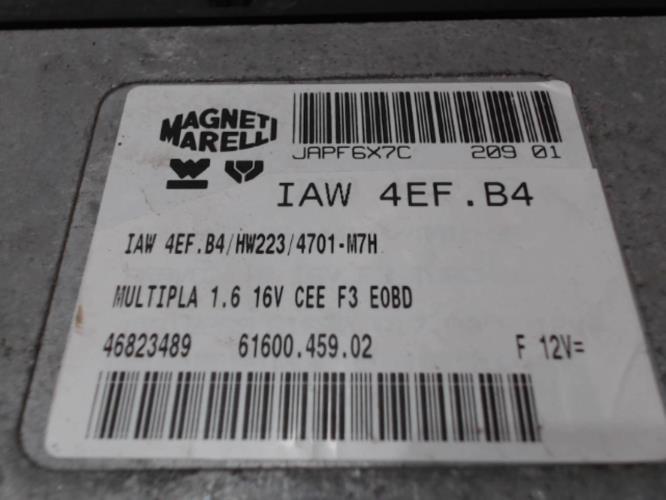 MAGNETI
MARELLI
JAPF6X7C 209 01
IAW 4EF.B4
IAW 4EF.B4/HW223/4701-M7H
MULTIPLA 1.6 16V CEE F3 EOBD
46823489 61600.459.02 F 12V=